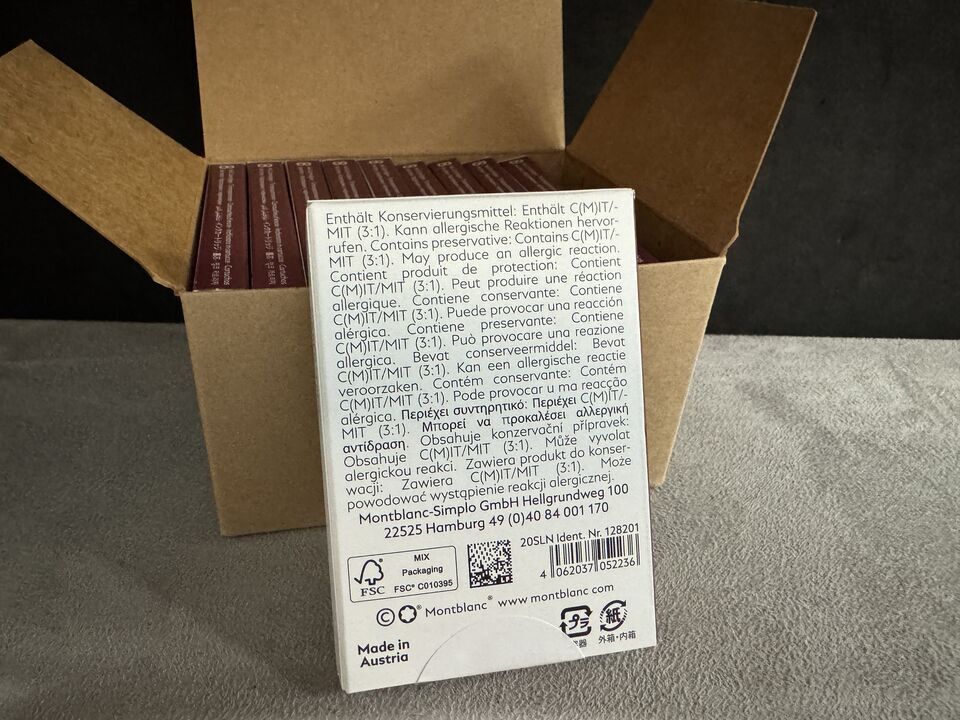 Enthält Konservierungsmittel: Enthält C(M)IT/-
MIT (3:1). Kann allergische Reaktionen hervor-
rufen. Contains preservative: Contains C(M)IT/-
MIT (3:1). May produce an allergic reaction.
Contient produit de protection: Contient
C(M)IT/MIT (3:1). Peut produire une réaction
allergique. Contiene conservante: Contiene
C(M)IT/MIT (3:1). Puede provocar una reacción
alérgica. Contiene preservante: Contiene
C(M)IT/MIT (3:1). Può provocare una reazione
allergica. Bevat conserveermiddel: Bevat
C(M)IT/MIT (3:1). Kan een allergische reactie
veroorzaken. Contém conservante: Contém
C(M)IT/MIT (3:1). Pode provocar u ma reacção
alérgica. Περιέχει συντηρητικό: Περιέχει C(M)IT/-
MIT (3:1). Μπορεί να προκαλέσει αλλεργική
αντίδραση. Obsahuje konzervační přípravek:
Obsahuje C(M)IT/MIT (3:1). Může vyvolat
alergickou reakci. Zawiera produkt do konser-
wacji: Zawiera C(M)IT/MIT (3:1). Może
powodować wystąpienie reakcji alergicznej.
Montblanc-Simplo GmbH Hellgrundweg 100
22525 Hamburg 49 (0)40 84 001 170
20SLN Ident. Nr. 128201
4 062037 052236
MIX
Packaging
FSC® C010395
FSC
© ® Montblanc® www.montblanc.com
プラ 紙
器 外箱・内箱
Made in
Austria